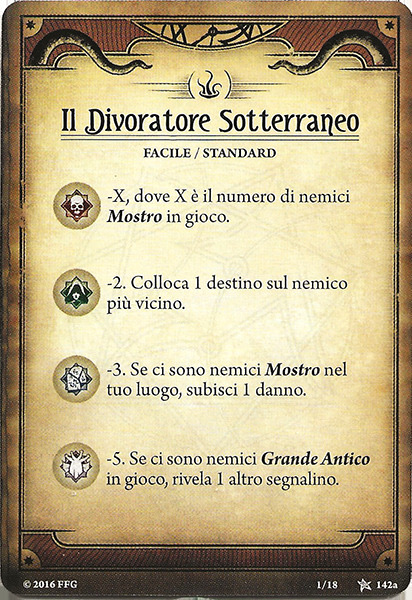 Il Divoratore Sotterraneo
FACILE / STANDARD
-X, dove X è il numero di nemici
Mostro in gioco.
-2. Colloca 1 destino sul nemico
più vicino.
-3. Se ci sono nemici Mostro nel
tuo luogo, subisci 1 danno.
-5. Se ci sono nemici Grande Antico
in gioco, rivela 1 altro segnalino.
© 2016 FFG 1/18 142a